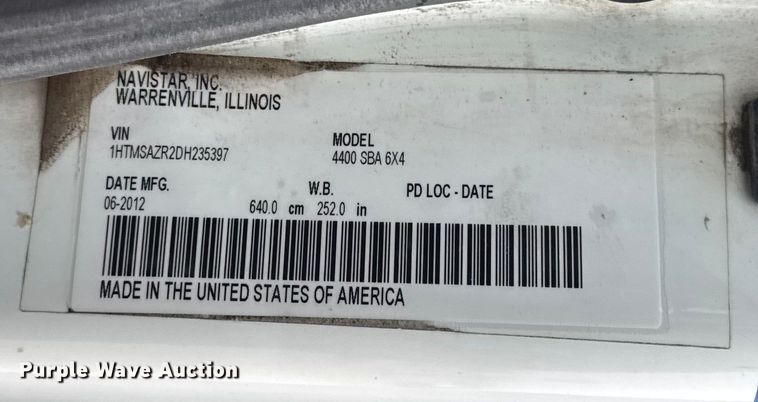 NAVISTAR, INC.
WARRENVILLE, ILLINOIS
VIN MODEL
1HTMSAZR2DH235397 4400 SBA 6X4
DATE MFG. W.B. PD LOC - DATE
06-2012 640.0 cm 252.0 in
MADE IN THE UNITED STATES OF AMERICA
Purple Wave Auction